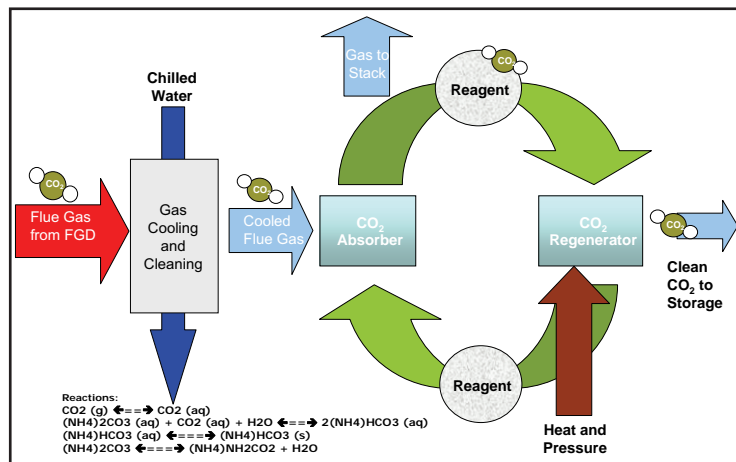 Gas to
Stack
CO2
Reagent
Chilled
Water
CO2
Flue Gas
from FGD
Gas
Cooling
and
Cleaning
CO2
Cooled
Flue Gas
CO2
Absorber
CO2
Regenerator
CO2
Clean
CO2 to
Storage
Reagent
Heat and
Pressure
Reactions:
CO2 (g) 🡰==➔ CO2 (aq)
(NH4)2CO3 (aq) + CO2 (aq) + H2O 🡰==➔ 2(NH4)HCO3 (aq)
(NH4)HCO3 (aq) 🡰===➔ (NH4)HCO3 (s)
(NH4)2CO3 🡰===➔ (NH4)NH2CO2 + H2O